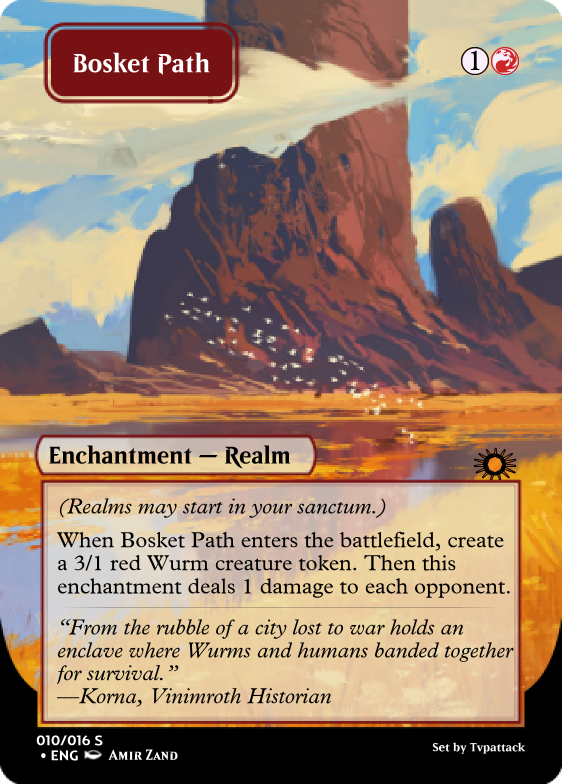 Bosket Path
1
Enchantment — Realm
(Realms may start in your sanctum.)
When Bosket Path enters the battlefield, create
a 3/1 red Wurm creature token. Then this
enchantment deals 1 damage to each opponent.
“From the rubble of a city lost to war holds an
enclave where Wurms and humans banded together
for survival.”
—Korna, Vinimroth Historian
010/016 S
• ENG Amir Zand
Set by Tvpattack